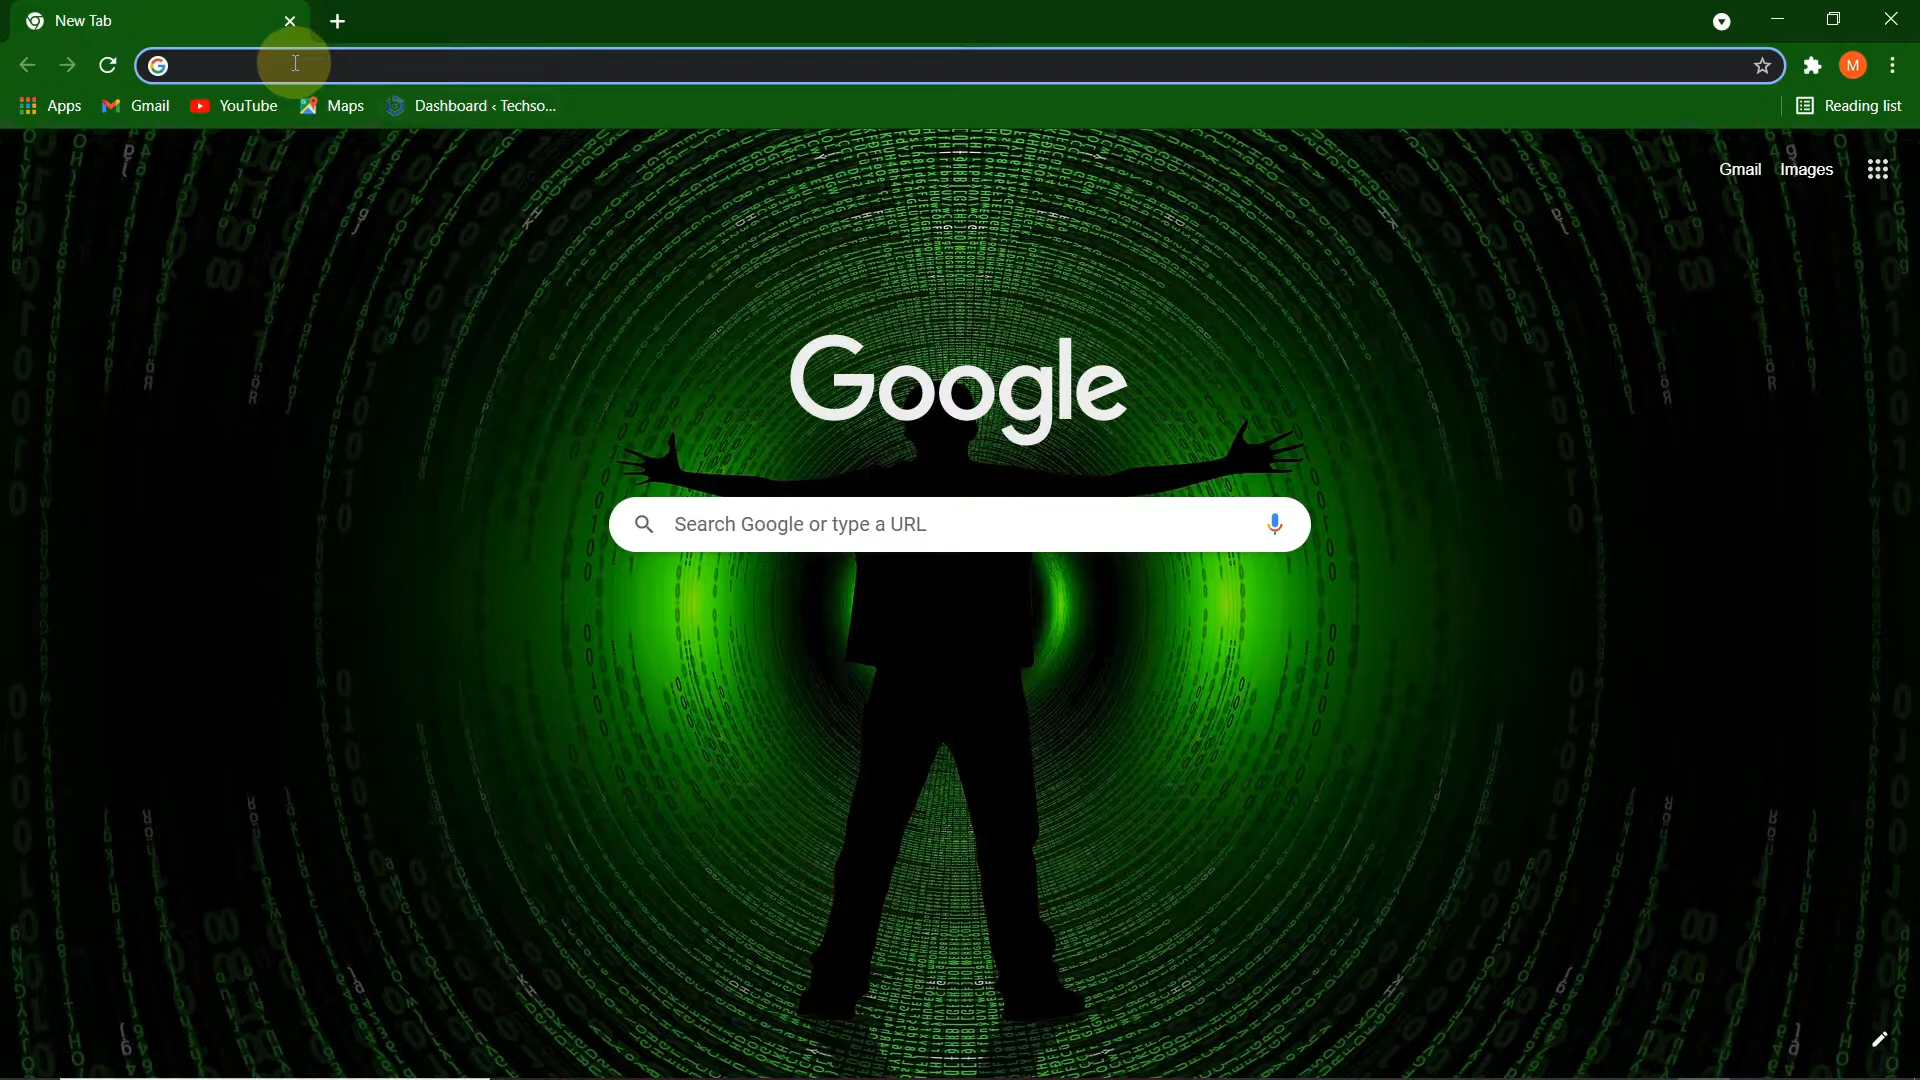 New Tab
Apps Gmail YouTube Maps Dashboard ‹ Techso... Reading list
Gmail Images
Google
Search Google or type a URL
M